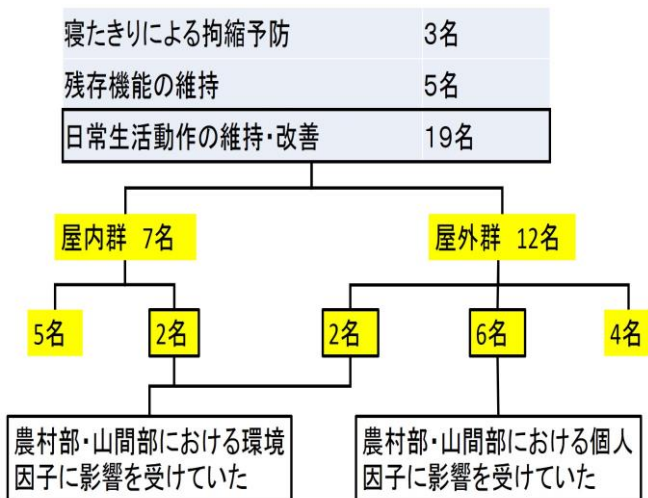 寝たきりによる拘縮予防 3名
残存機能の維持 5名
日常生活動作の維持・改善 19名
屋内群 7名 屋外群 12名
5名 2名 2名 6名 4名
農村部・山間部における環境
因子に影響を受けていた
農村部・山間部における個人
因子に影響を受けていた